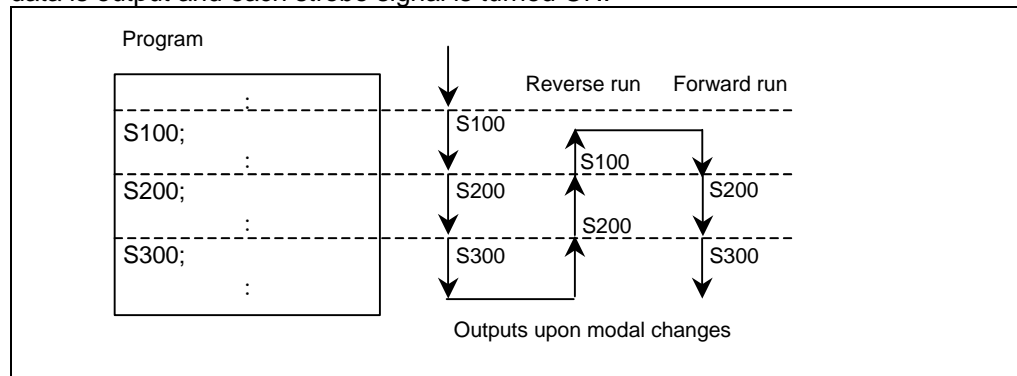 data is output and each strobe signal is turned ON.
Program
Reverse run Forward run
:
S100; S100
: S100
S200; S200 S200
: S200
S300; S300 S300
:
Outputs upon modal changes